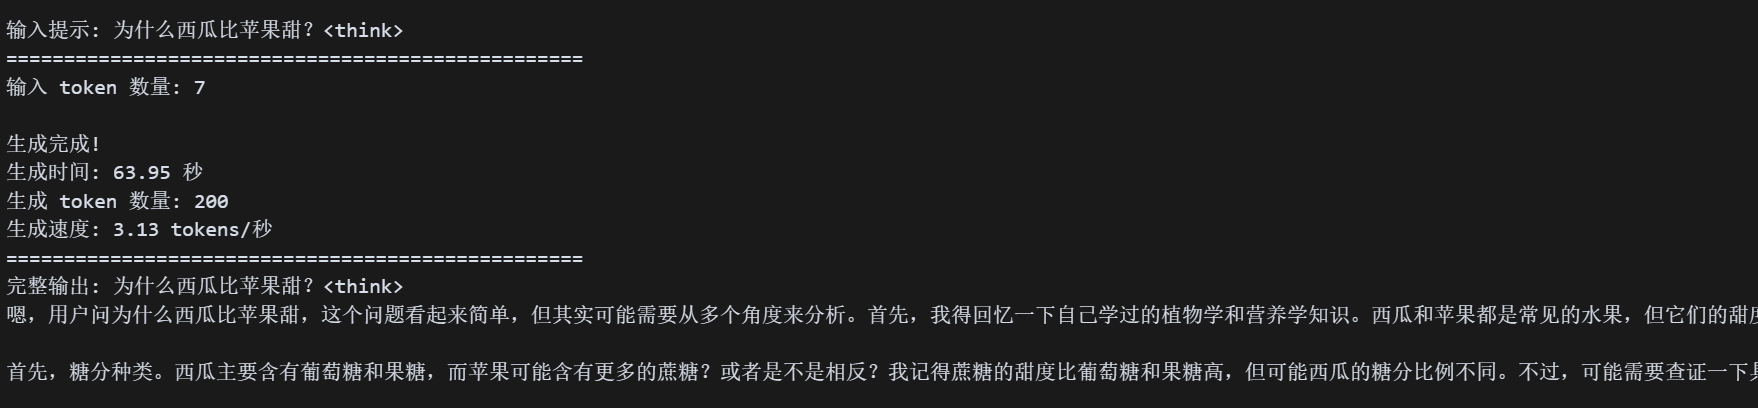 输入提示: 为什么西瓜比苹果甜？<think>
==================================================
输入 token 数量: 7
生成完成!
生成时间: 63.95 秒
生成 token 数量: 200
生成速度: 3.13 tokens/秒
==================================================
完整输出: 为什么西瓜比苹果甜？<think>
嗯，用户问为什么西瓜比苹果甜，这个问题看起来简单，但其实可能需要从多个角度来分析。首先，我得回忆一下自己学过的植物学和营养学知识。西瓜和苹果都是常见的水果，但它们的甜
首先，糖分种类。西瓜主要含有葡萄糖和果糖，而苹果可能含有更多的蔗糖？或者是不是相反？我记得蔗糖的甜度比葡萄糖和果糖高，但可能西瓜的糖分比例不同。不过，可能需要查证一下